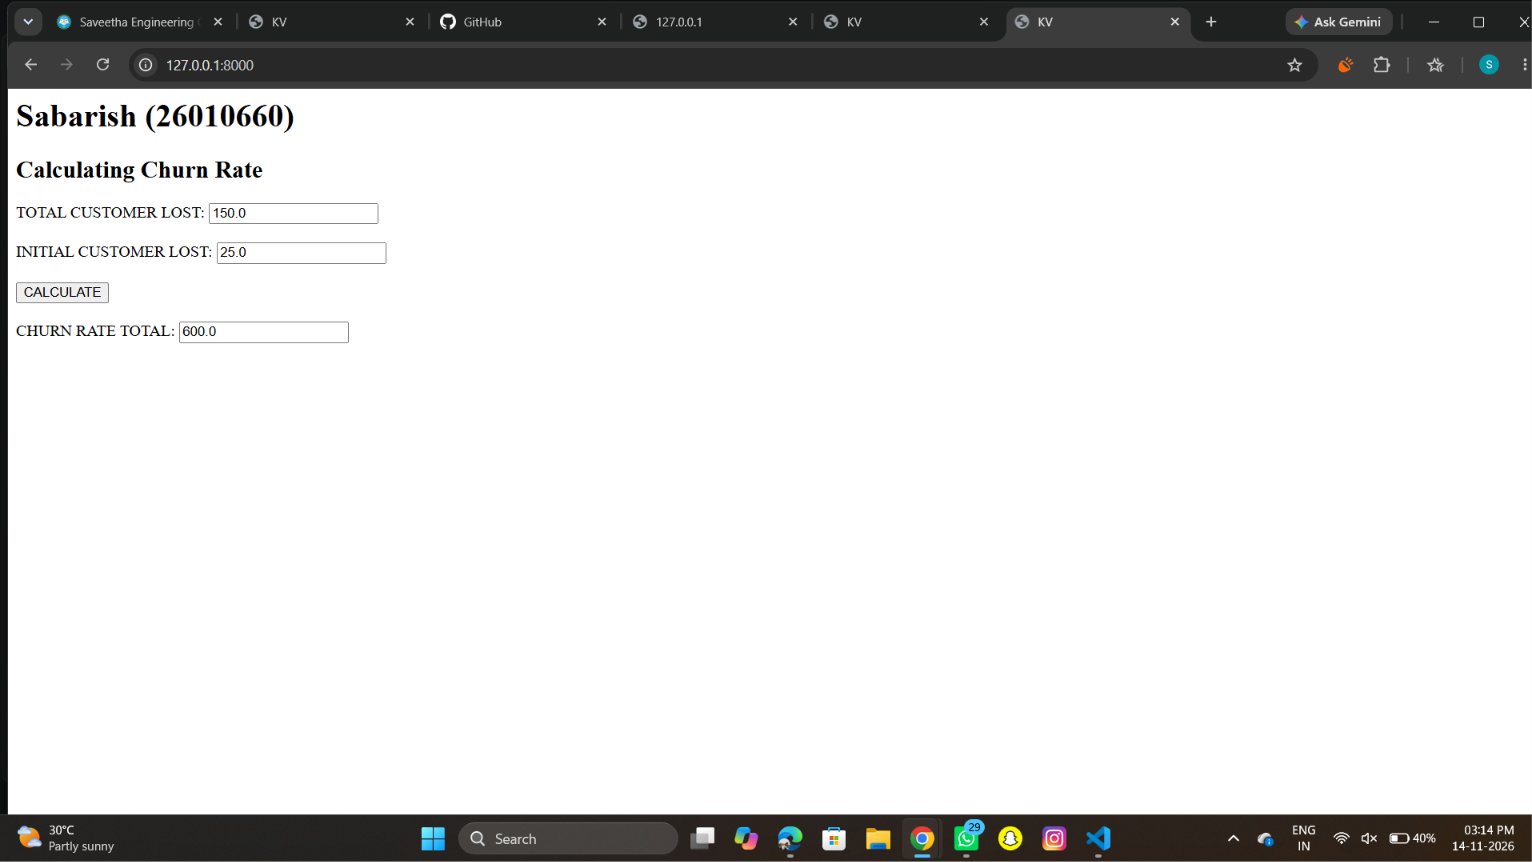 Saveetha Engineering
KV
GitHub
127.0.0.1
KV
KV
Ask Gemini
127.0.0.1:8000
S
Sabarish (26010660)
Calculating Churn Rate
TOTAL CUSTOMER LOST: 150.0
INITIAL CUSTOMER LOST: 25.0
CALCULATE
CHURN RATE TOTAL: 600.0
30°C
Partly sunny
Search
29
ENG
IN
40%
03:14 PM
14-11-2026